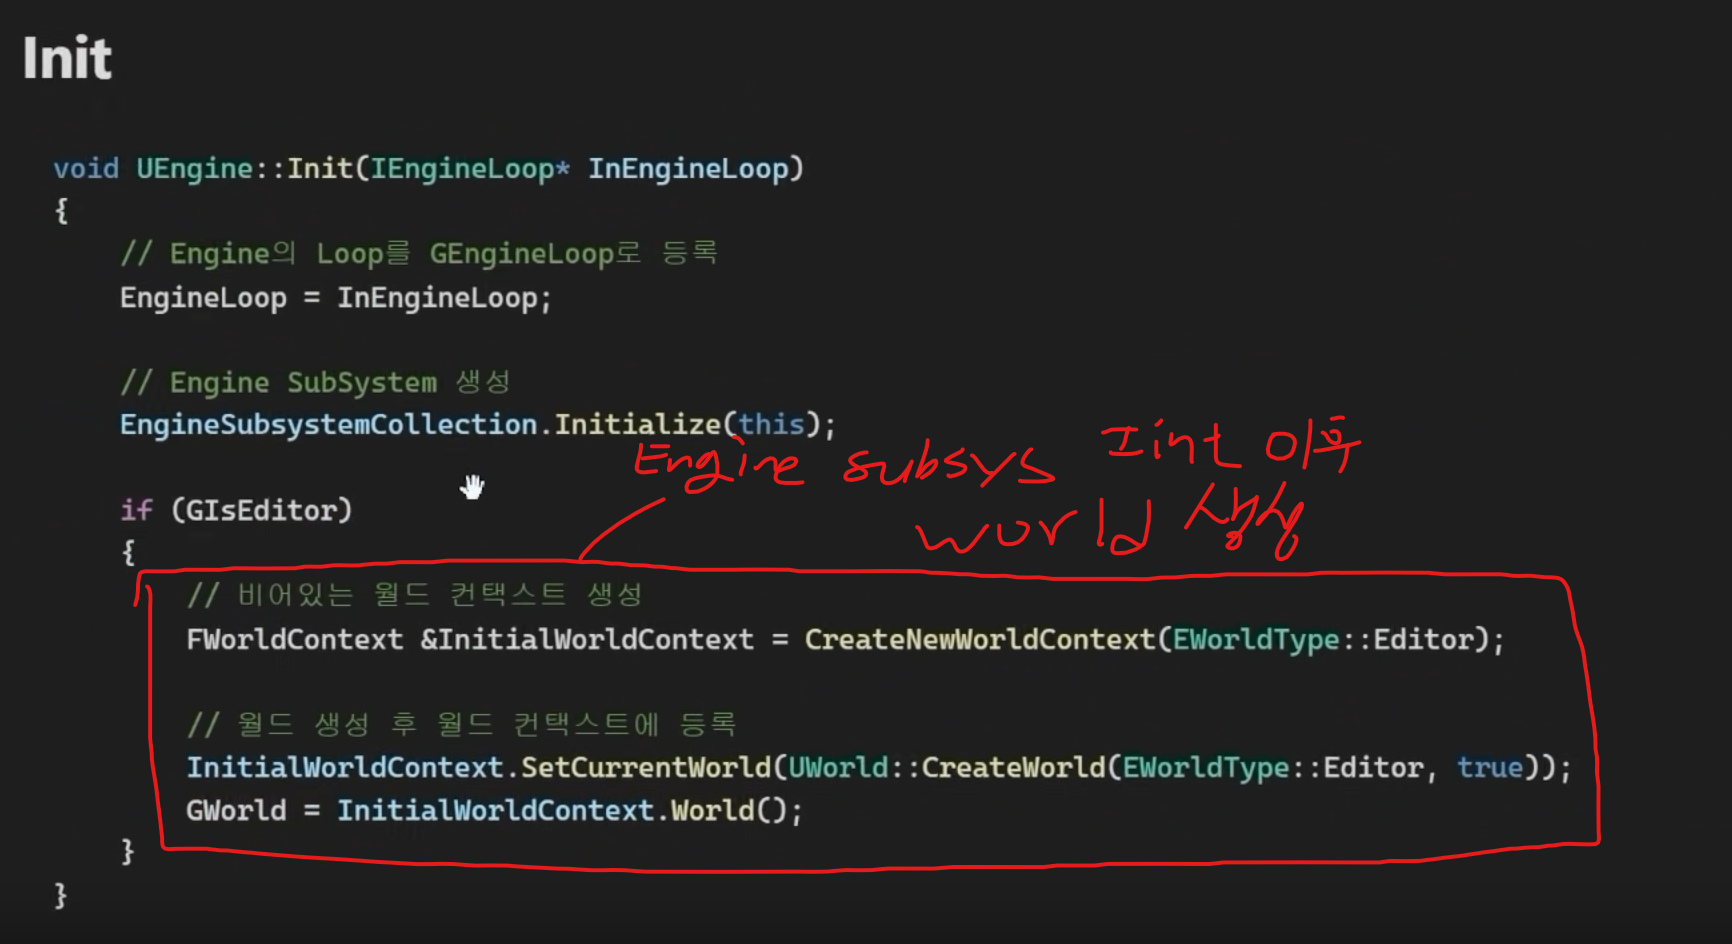 Init
void UEngine::Init(IEngineLoop* InEngineLoop)
{
// Engine의 Loop를 GEngineLoop로 등록
EngineLoop = InEngineLoop;
// Engine SubSystem 생성
EngineSubsystemCollection.Initialize(this);
Engine subsys Iint 이후
world 생성
if (GIsEditor)
{
// 비어있는 월드 컨택스트 생성
FWorldContext &InitialWorldContext = CreateNewWorldContext(EWorldType::Editor);
// 월드 생성 후 월드 컨택스트에 등록
InitialWorldContext.SetCurrentWorld(UWorld::CreateWorld(EWorldType::Editor, true));
GWorld = InitialWorldContext.World();
}
}